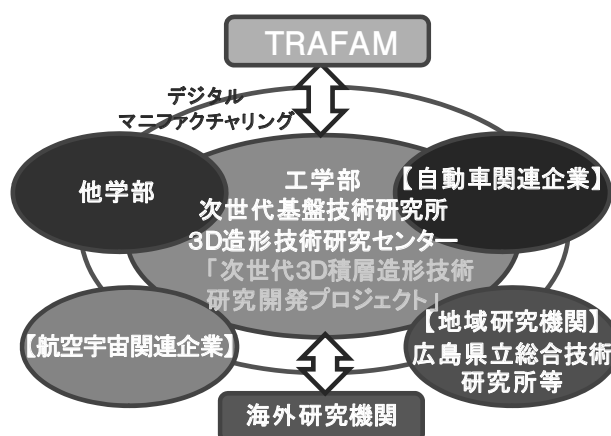 TRAFAM
デジタル
マニファクチャリング
他学部
工学部
次世代基盤技術研究所
3D造形技術研究センター
「次世代3D積層造形技術
研究開発プロジェクト」
【自動車関連企業】
【航空宇宙関連企業】
【地域研究機関】
広島県立総合技術
研究所等
海外研究機関